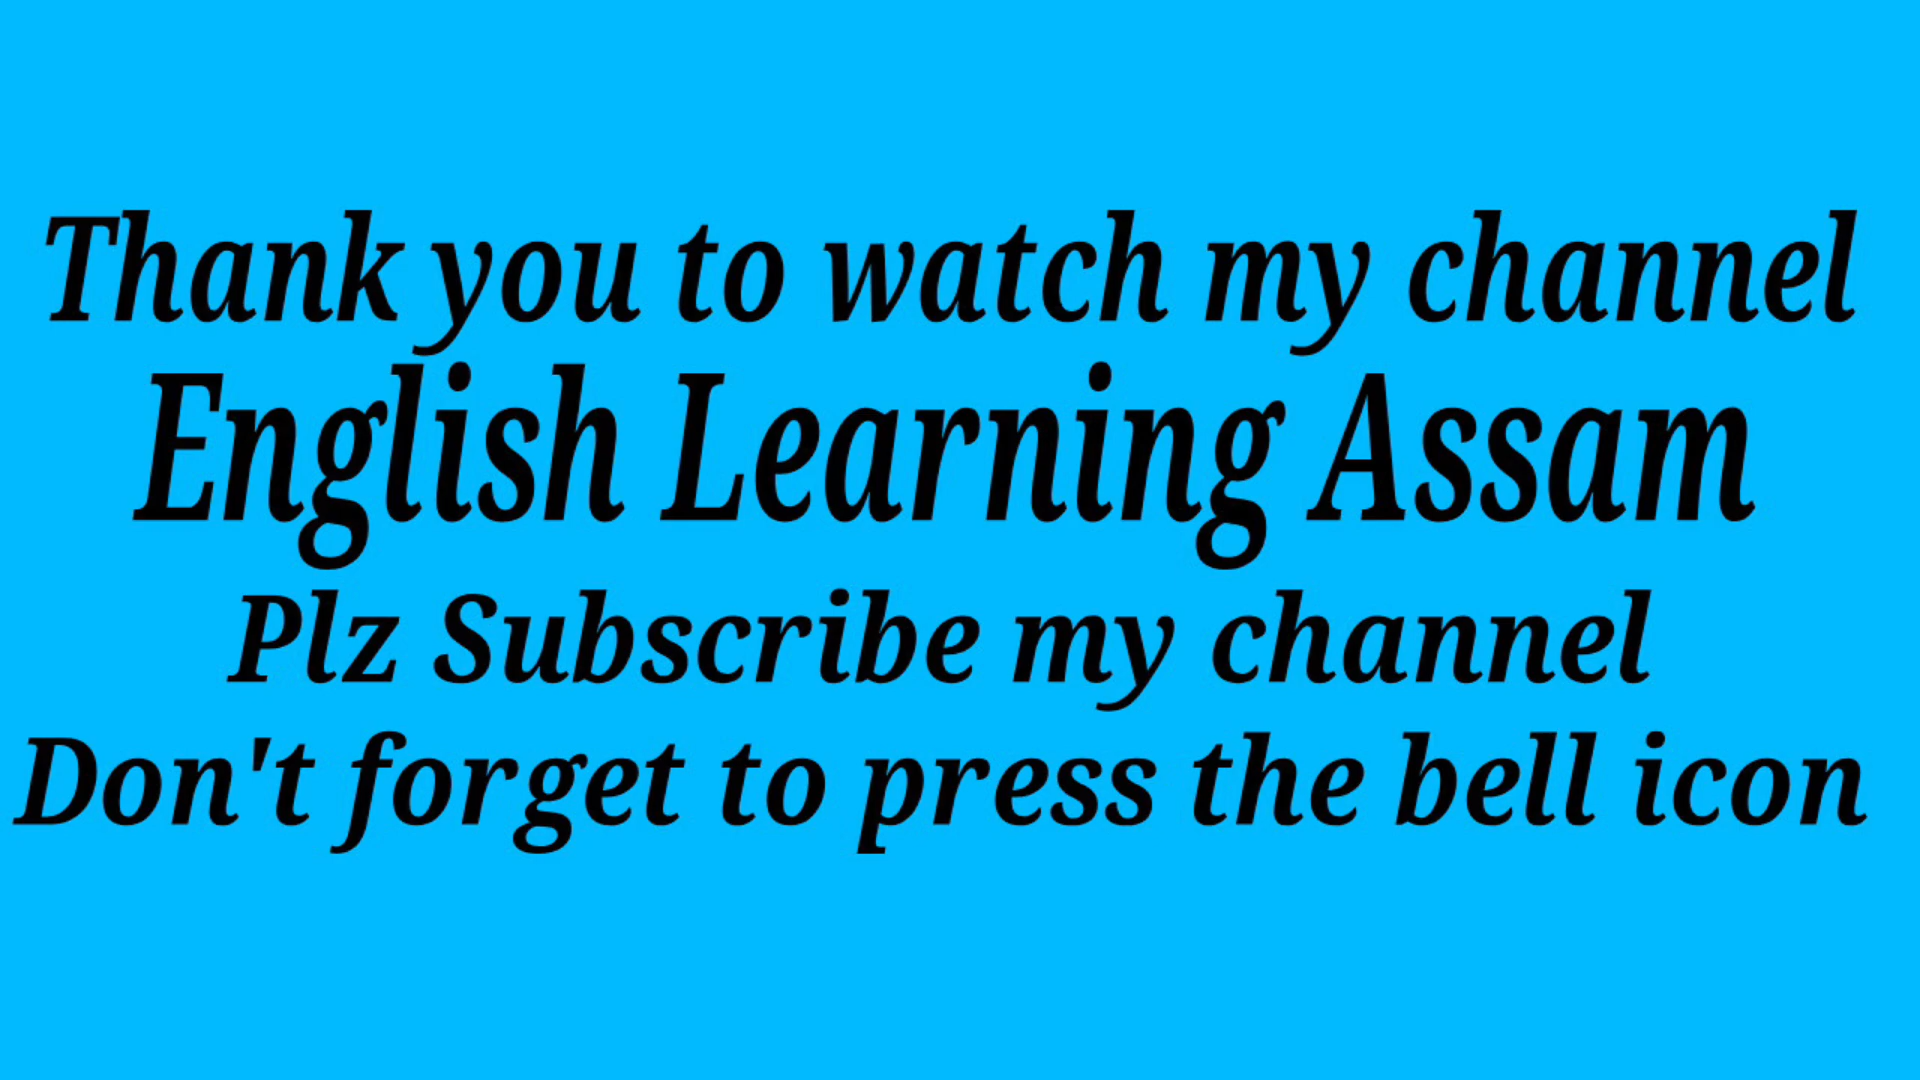 Thank you to watch my channel
English Learning Assam
Plz Subscribe my channel
Don't forget to press the bell icon